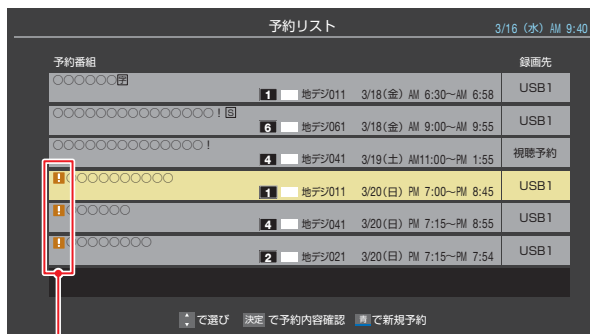 予約リスト
3/16（水）AM 9:40
予約番組 録画先
○○○○○○字
1 地デジ011 3/18(金) AM 6:30～AM 6:58 USB1
○○○○○○○○○○○○○○○！S
6 地デジ061 3/18(金) AM 9:00～AM 9:55 USB1
○○○○○○○○○○○○○○！
4 地デジ041 3/19(土) AM11:00～PM 1:55 視聴予約
!○○○○○○○○○○
1 地デジ011 3/20(日) PM 7:00～PM 8:45 USB1
!○○○○○○
4 地デジ041 3/20(日) PM 7:15～PM 8:55 USB1
!○○○○○○○○
2 地デジ021 3/20(日) PM 7:15～PM 7:54 USB1
で選び 決定 で予約内容確認 青 で新規予約